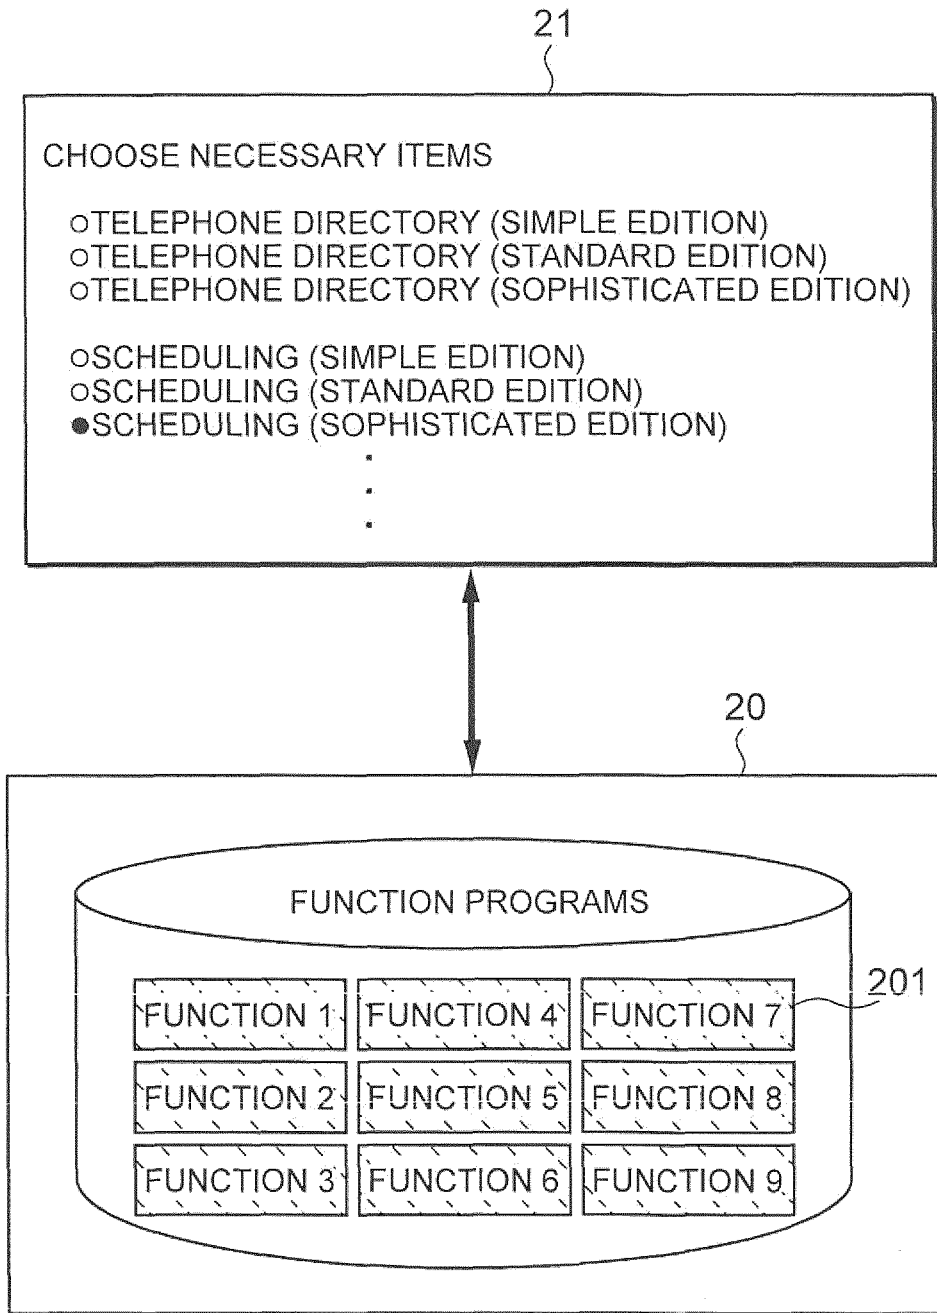 21
CHOOSE NECESSARY ITEMS
○TELEPHONE DIRECTORY (SIMPLE EDITION)
○TELEPHONE DIRECTORY (STANDARD EDITION)
○TELEPHONE DIRECTORY (SOPHISTICATED EDITION)
○SCHEDULING (SIMPLE EDITION)
○SCHEDULING (STANDARD EDITION)
●SCHEDULING (SOPHISTICATED EDITION)
20
FUNCTION PROGRAMS
201
FUNCTION 1 FUNCTION 4 FUNCTION 7
FUNCTION 2 FUNCTION 5 FUNCTION 8
FUNCTION 3 FUNCTION 6 FUNCTION 9